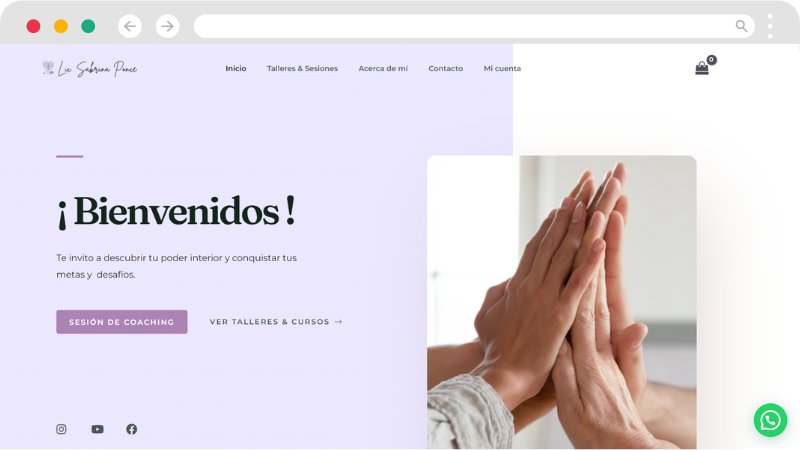 Lic. Sabrina Ponce
Inicio Talleres & Sesiones Acerca de mí Contacto Mi cuenta
0
¡Bienvenidos!
Te invito a descubrir tu poder interior y conquistar tus
metas y desafíos.
SESIÓN DE COACHING VER TALLERES & CURSOS →